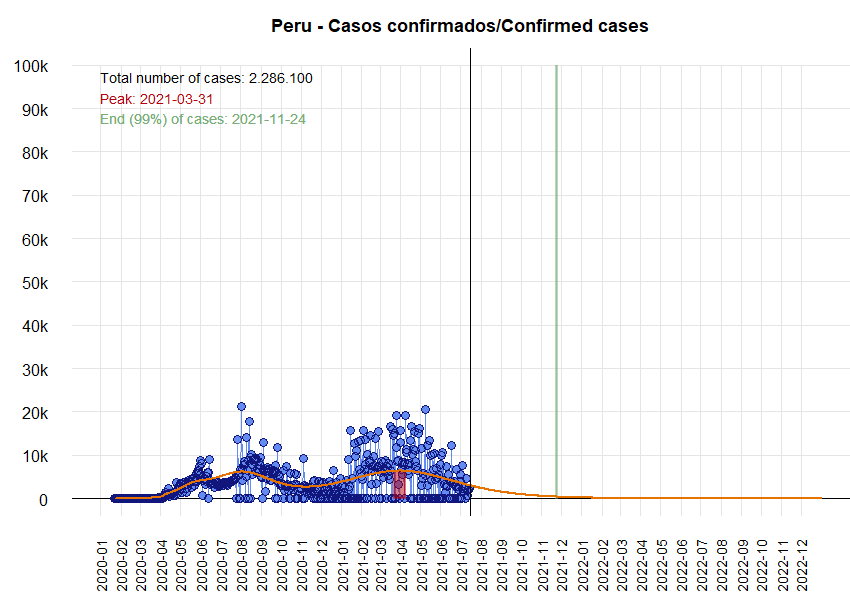 Peru - Casos confirmados/Confirmed cases
100k
90k
80k
70k
60k
50k
40k
30k
20k
10k
0
Total number of cases: 2.286.100
Peak: 2021-03-31
End (99%) of cases: 2021-11-24
2020-01
2020-02
2020-03
2020-04
2020-05
2020-06
2020-07
2020-08
2020-09
2020-10
2020-11
2020-12
2021-01
2021-02
2021-03
2021-04
2021-05
2021-06
2021-07
2021-08
2021-09
2021-10
2021-11
2021-12
2022-01
2022-02
2022-03
2022-04
2022-05
2022-06
2022-07
2022-08
2022-09
2022-10
2022-11
2022-12